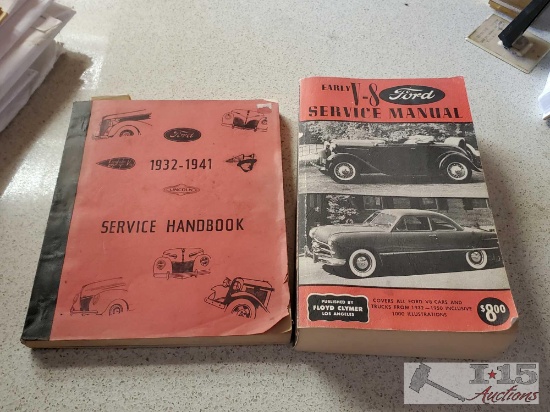 Ford
1932-1941
LINCOLN
SERVICE HANDBOOK
EARLY V-8 Ford
SERVICE MANUAL
PUBLISHED BY
FLOYD CLYMER
LOS ANGELES
COVERS ALL FORD V8 CARS AND
TRUCKS FROM 1932—1950 INCLUSIVE
1000 ILLUSTRATIONS
$8.00
I-15
Auctions